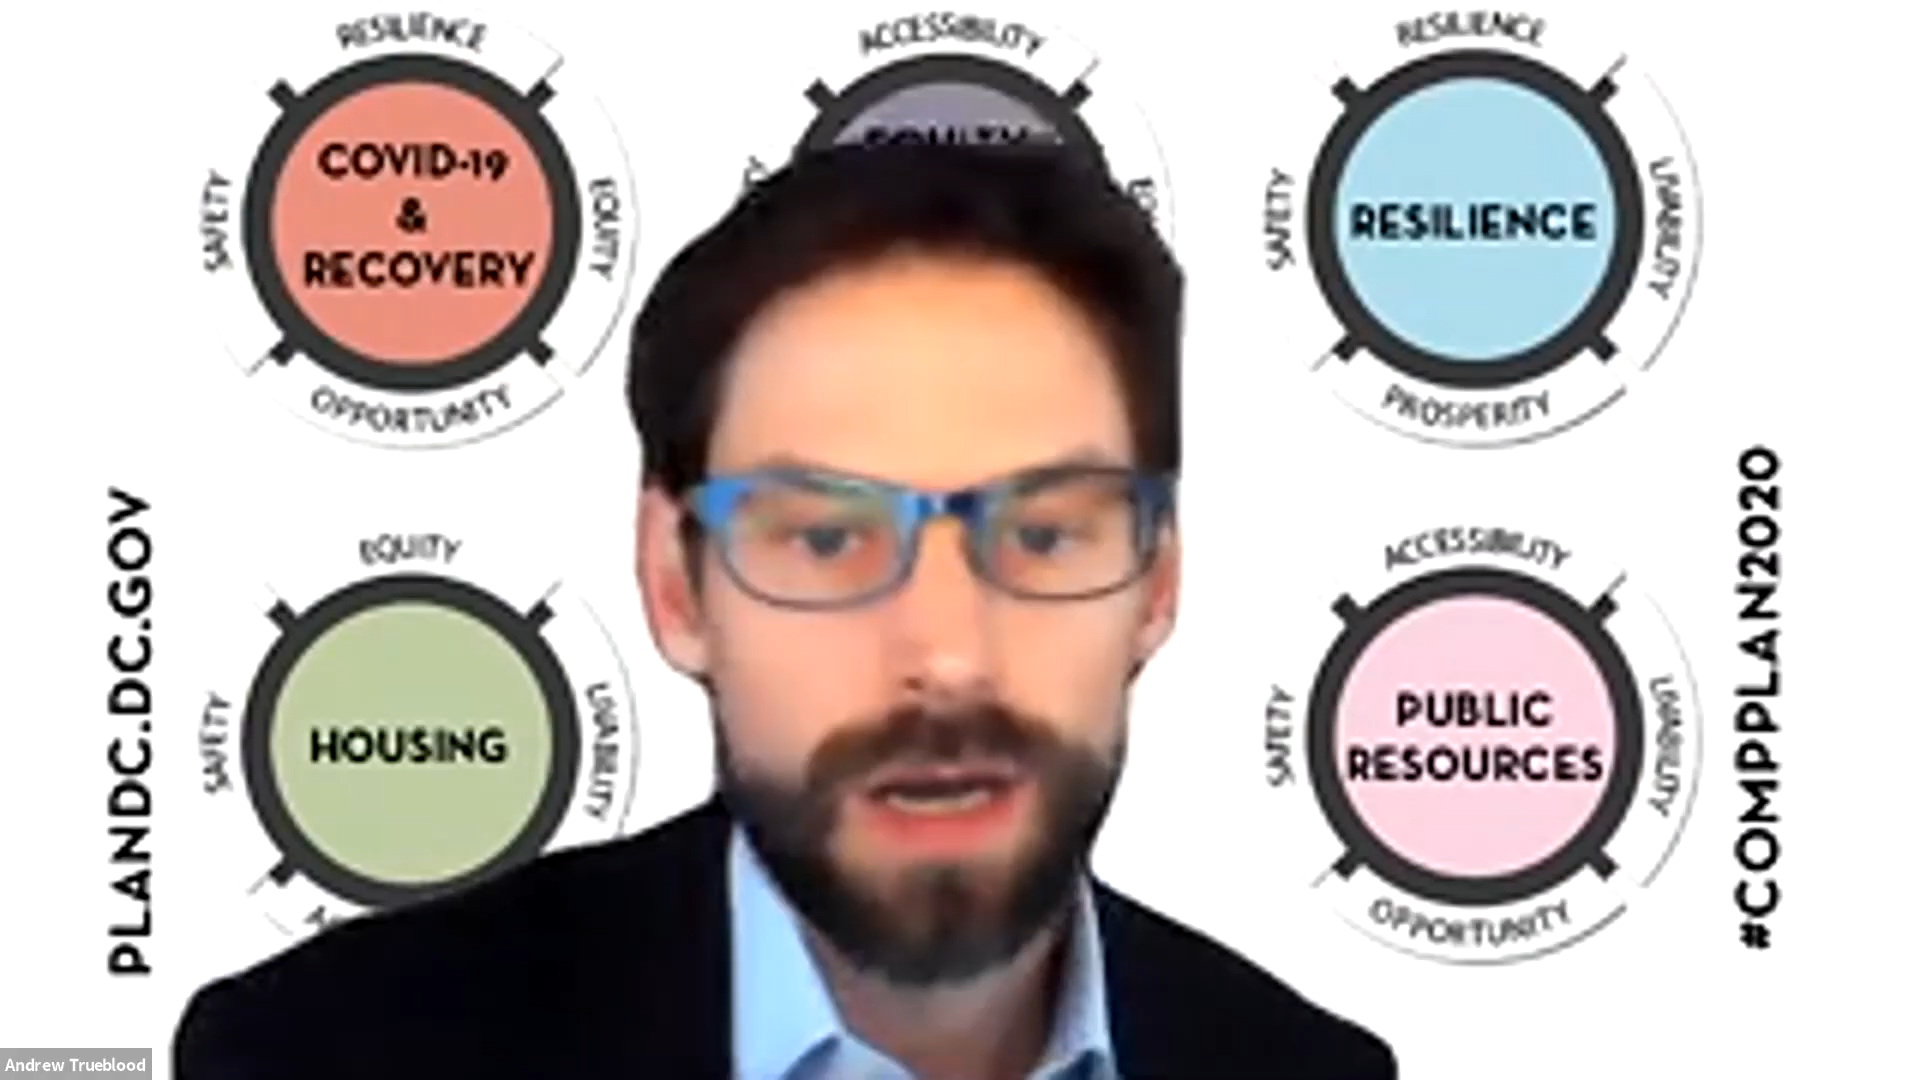 RESILIENCE
SAFETY
COVID-19
&
RECOVERY
EQUITY
OPPORTUNITY
ACCESSIBILITY
EQUITY
RESILIENCE
SAFETY
RESILIENCE
LIVABILITY
PROSPERITY
PLANDC.DC.GOV
EQUITY
SAFETY
HOUSING
LIVABILITY
ACCESSIBILITY
SAFETY
PUBLIC
RESOURCES
LIVABILITY
OPPORTUNITY
#COMPPLAN2020
Andrew Trueblood